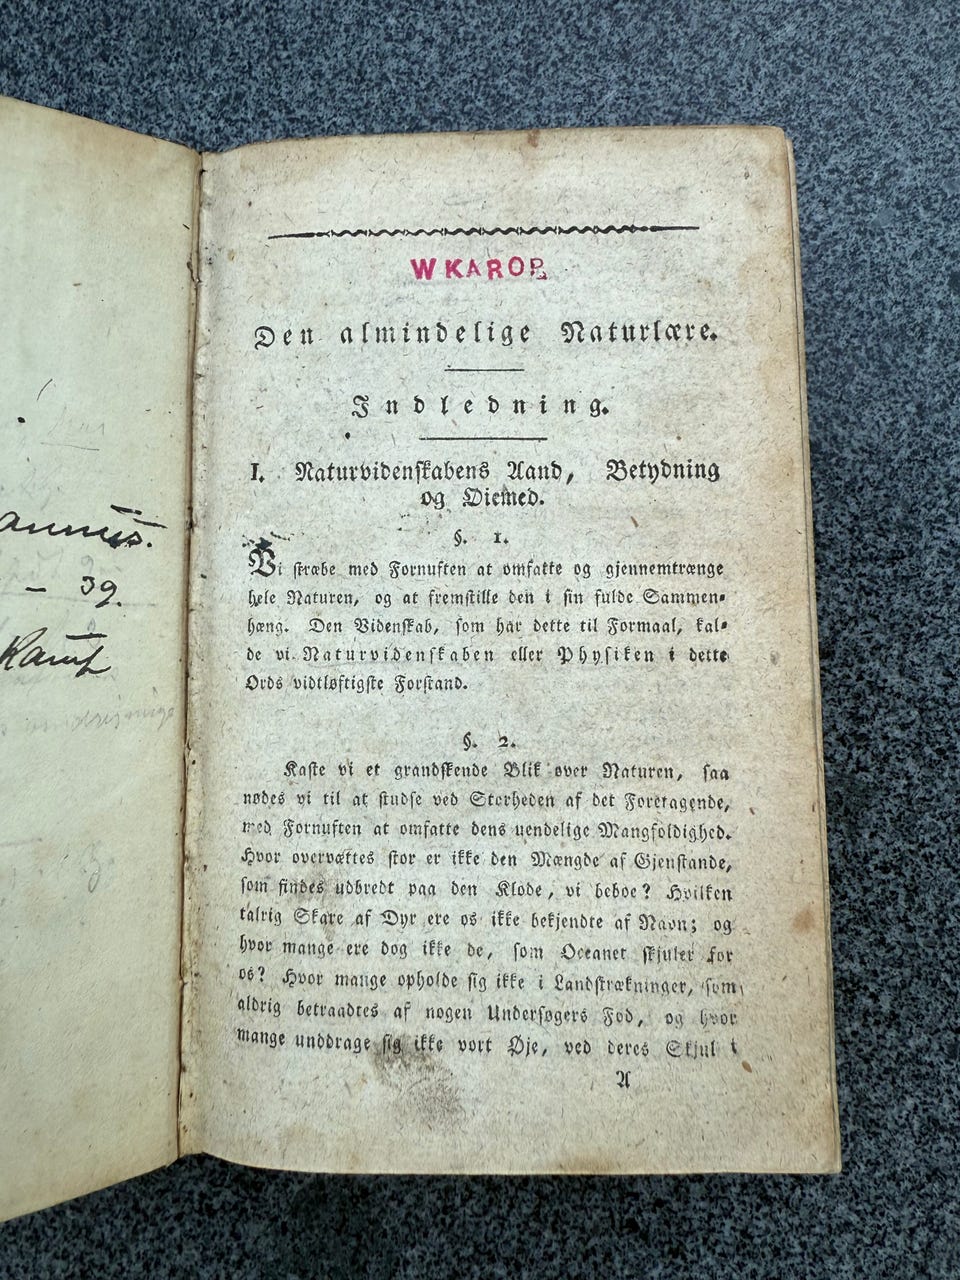 W KAROP
Den almindelige Naturlære.
Indledning.
I. Naturvidenskabens Aand, Betydning
og Øiemed.
§. 1.
Vi stræbe med Fornuften at omfatte og gjennemtrænge
hele Naturen, og at fremstille den i sin fulde Sammen-
hæng. Den Videnskab, som har dette til Formaal, kal-
de vi Naturvidenskaben eller Physiken i dette
Ords vidtløftigste Forstand.
§. 2.
Kaste vi et grandskende Blik over Naturen, saa
nødes vi til at studse ved Storheden af det Foretagende,
med Fornuften at omfatte dens uendelige Mangfoldighed.
Hvor overvættes stor er ikke den Mængde af Gjenstande,
som findes udbredt paa den Klode, vi beboe? Hvilken
talrig Skare af Dyr ere os ikke bekjendte af Navn; og
hvor mange ere dog ikke de, som Oceanet skjuler for
os? Hvor mange opholde sig ikke i Landstrækninger, som
aldrig betraadtes af nogen Undersøgers Fod, og hvor
mange unddrage sig ikke vort Øje, ved deres Skjul i
A
– 39.